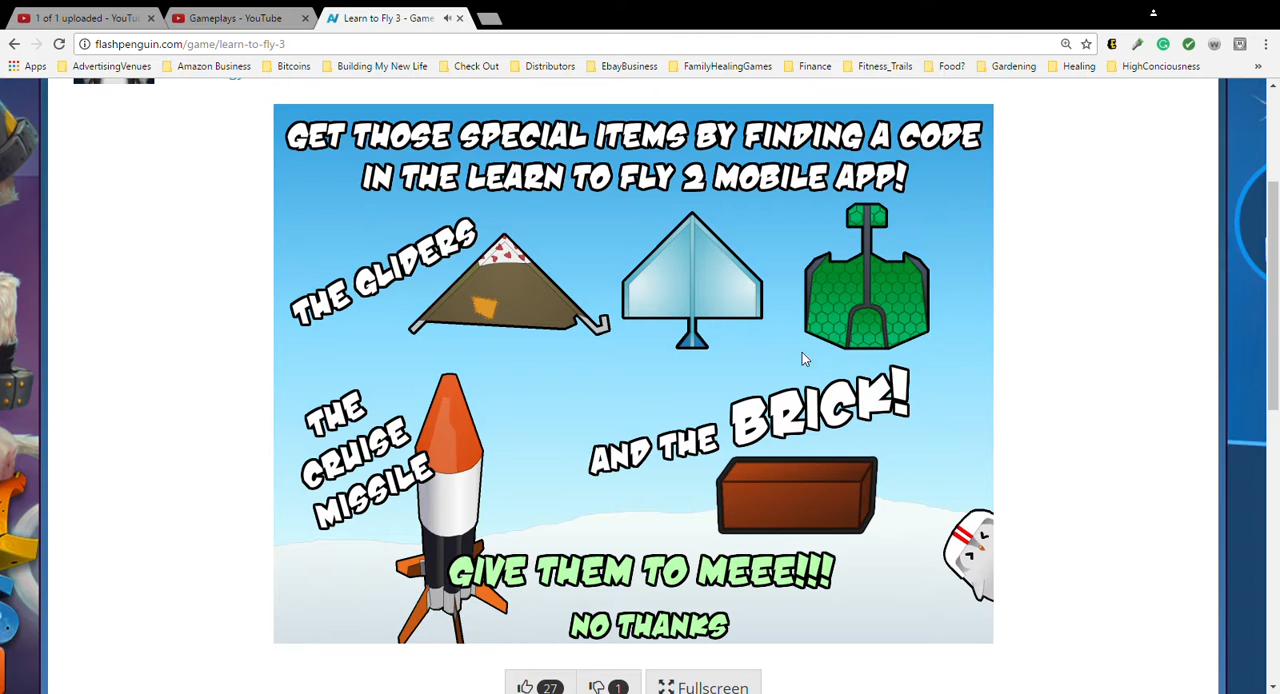 1 of 1 uploaded - YouTu
Gameplays - YouTube
Learn to Fly 3 - Game
flashpenguin.com/game/learn-to-fly-3
Apps
AdvertisingVenues
Amazon Business
Bitcoins
Building My New Life
Check Out
Distributors
EbayBusiness
FamilyHealingGames
Finance
Fitness_Trails
Food?
Gardening
Healing
HighConciousness
»
GET THOSE SPECIAL ITEMS BY FINDING A CODE
IN THE LEARN TO FLY 2 MOBILE APP!
THE GLIDERS
THE
CRUISE
MISSILE
AND THE BRICK!
GIVE THEM TO MEEE!!!
NO THANKS
27
1
Fullscreen